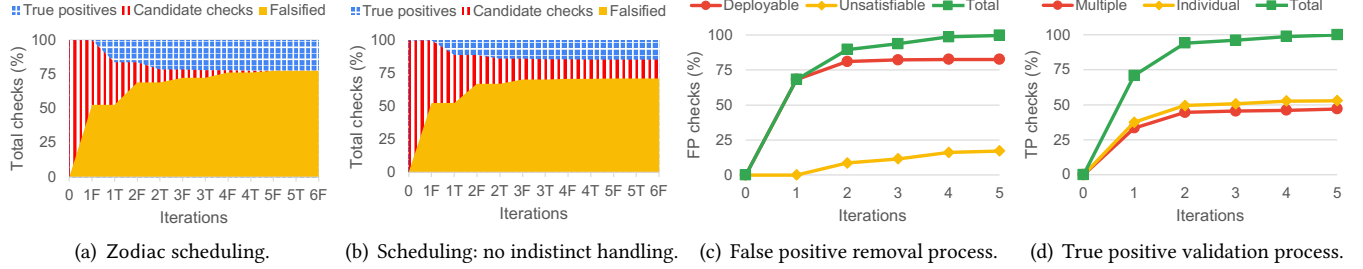 True positives Candidate checks Falsified
Total checks (%)
100
75
50
25
0
0 1F 1T 2F 2T 3F 3T 4F 4T 5F 5T 6F
Iterations
(a) Zodiac scheduling.
True positives Candidate checks Falsified
Total checks (%)
100
75
50
25
0
0 1F 1T 2F 2T 3F 3T 4F 4T 5F 5T 6F
Iterations
(b) Scheduling: no indistinct handling.
Deployable Unsatisfiable Total
FP checks (%)
100
75
50
25
0
0 1 2 3 4 5
Iterations
(c) False positive removal process.
Multiple Individual Total
TP checks (%)
100
75
50
25
0
0 1 2 3 4 5
Iterations
(d) True positive validation process.